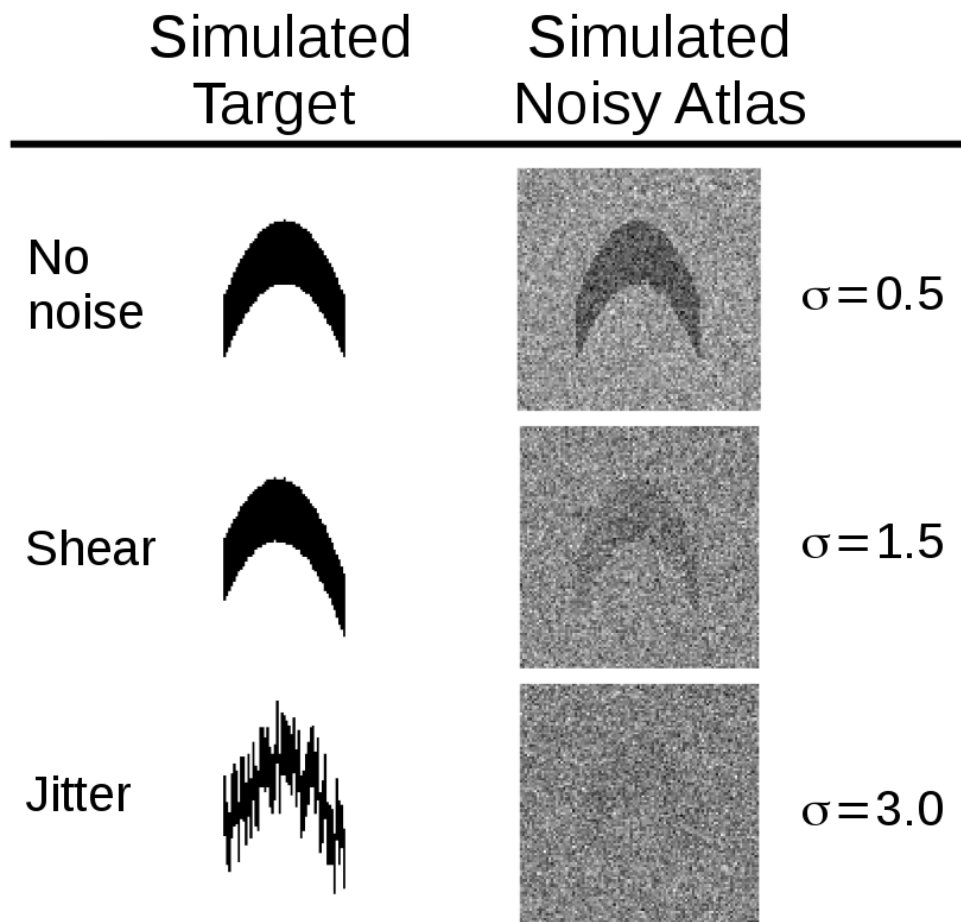 Simulated Target
Simulated Noisy Atlas
No noise
σ=0.5
Shear
σ=1.5
Jitter
σ=3.0